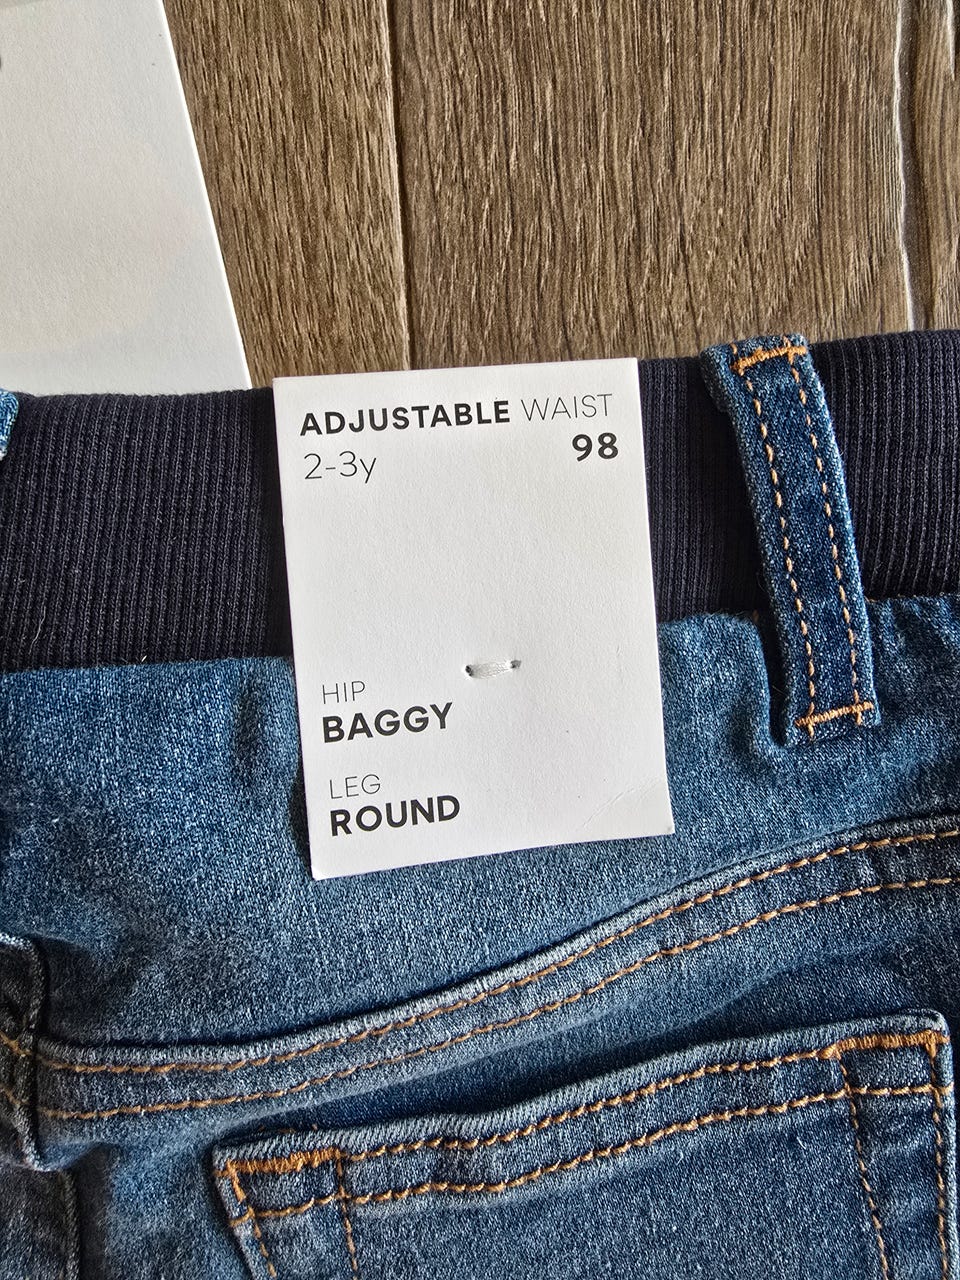 ADJUSTABLE WAIST
2-3y 98
HIP
BAGGY
LEG
ROUND